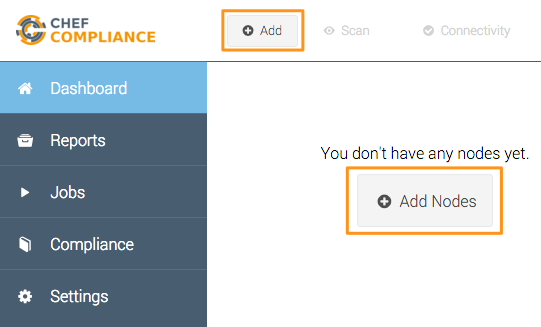 CHEF
COMPLIANCE
Add
Scan
Connectivity
Dashboard
Reports
Jobs
Compliance
Settings
You don't have any nodes yet.
Add Nodes